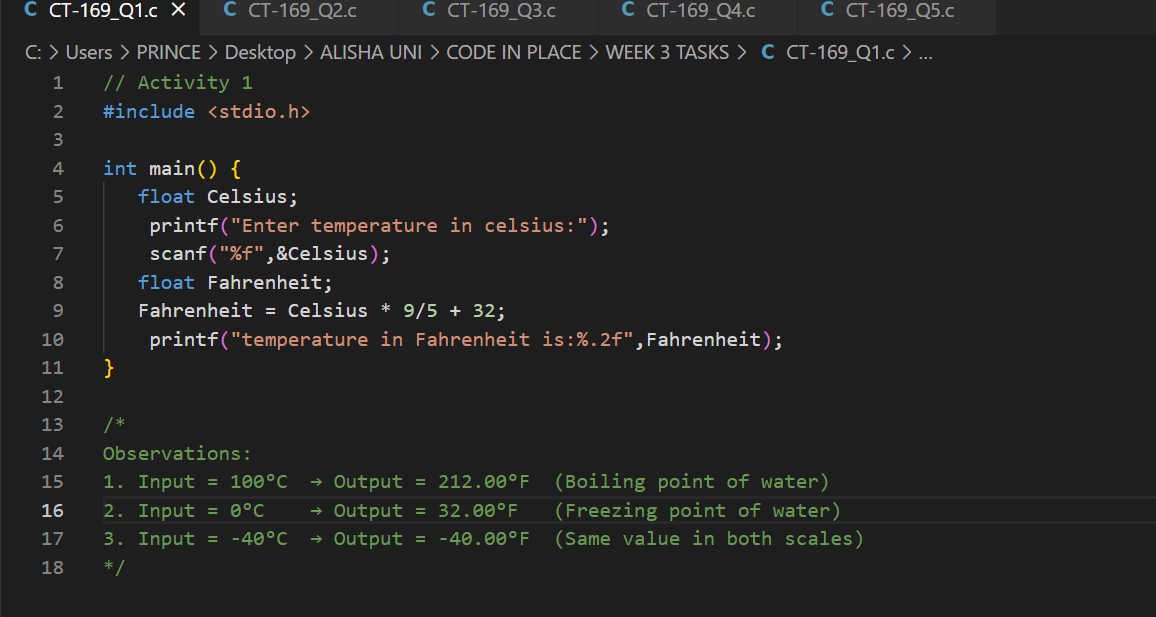 C CT-169_Q1.c × C CT-169_Q2.c C CT-169_Q3.c C CT-169_Q4.c C CT-169_Q5.c
C: > Users > PRINCE > Desktop > ALISHA UNI > CODE IN PLACE > WEEK 3 TASKS > C CT-169_Q1.c > ...
1 // Activity 1
2 #include <stdio.h>
3
4 int main() {
5    float Celsius;
6     printf("Enter temperature in celsius:");
7     scanf("%f",&Celsius);
8    float Fahrenheit;
9    Fahrenheit = Celsius * 9/5 + 32;
10     printf("temperature in Fahrenheit is:%.2f",Fahrenheit);
11 }
12
13 /*
14 Observations:
15 1. Input = 100°C  → Output = 212.00°F  (Boiling point of water)
16 2. Input = 0°C    → Output = 32.00°F   (Freezing point of water)
17 3. Input = -40°C  → Output = -40.00°F  (Same value in both scales)
18 */